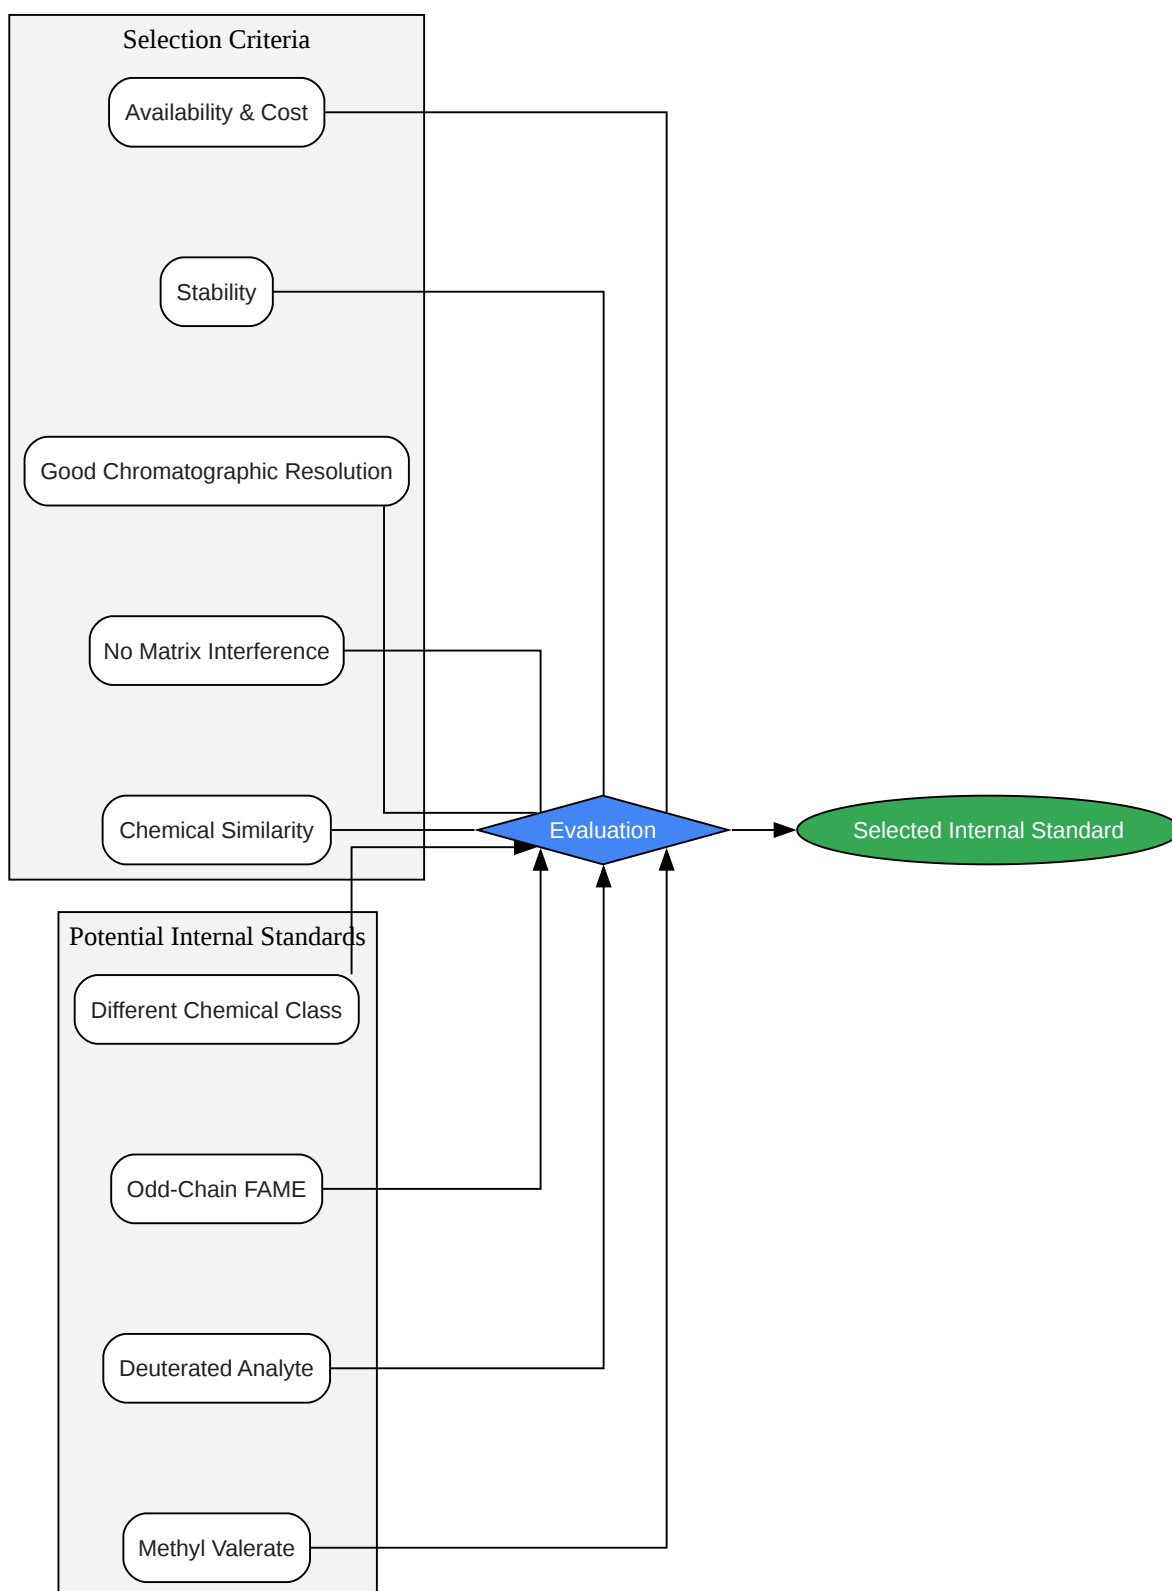 Selection Criteria
Availability & Cost
Stability
Good Chromatographic Resolution
No Matrix Interference
Chemical Similarity
Evaluation
Selected Internal Standard
Potential Internal Standards
Different Chemical Class
Odd-Chain FAME
Deuterated Analyte
Methyl Valerate